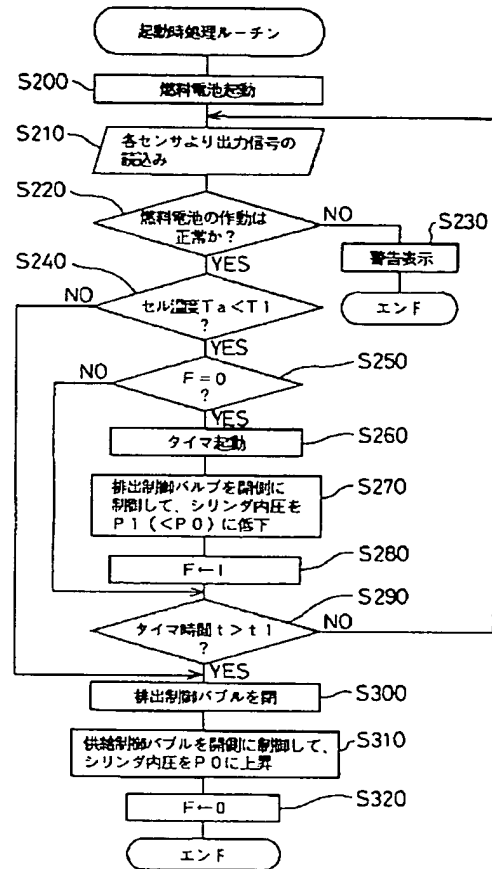 起動時処理ルーチン
S200
燃料電池起動
S210
各センサより出力信号の
読込み
S220
燃料電池の作動は
正常か？
NO
S230
警告表示
エンド
YES
S240
セル温度Ta<T1
?
NO
YES
S250
F=0
?
NO
YES
S260
タイマ起動
S270
排出制御バルブを開側に
制御して、シリンダ内圧を
P1(<P0)に低下
S280
F←1
S290
タイマ時間t>t1
?
NO
YES
S300
排出制御バブルを閉
S310
供給制御バブルを開側に制御して、
シリンダ内圧をP0に上昇
S320
F←0
エンド